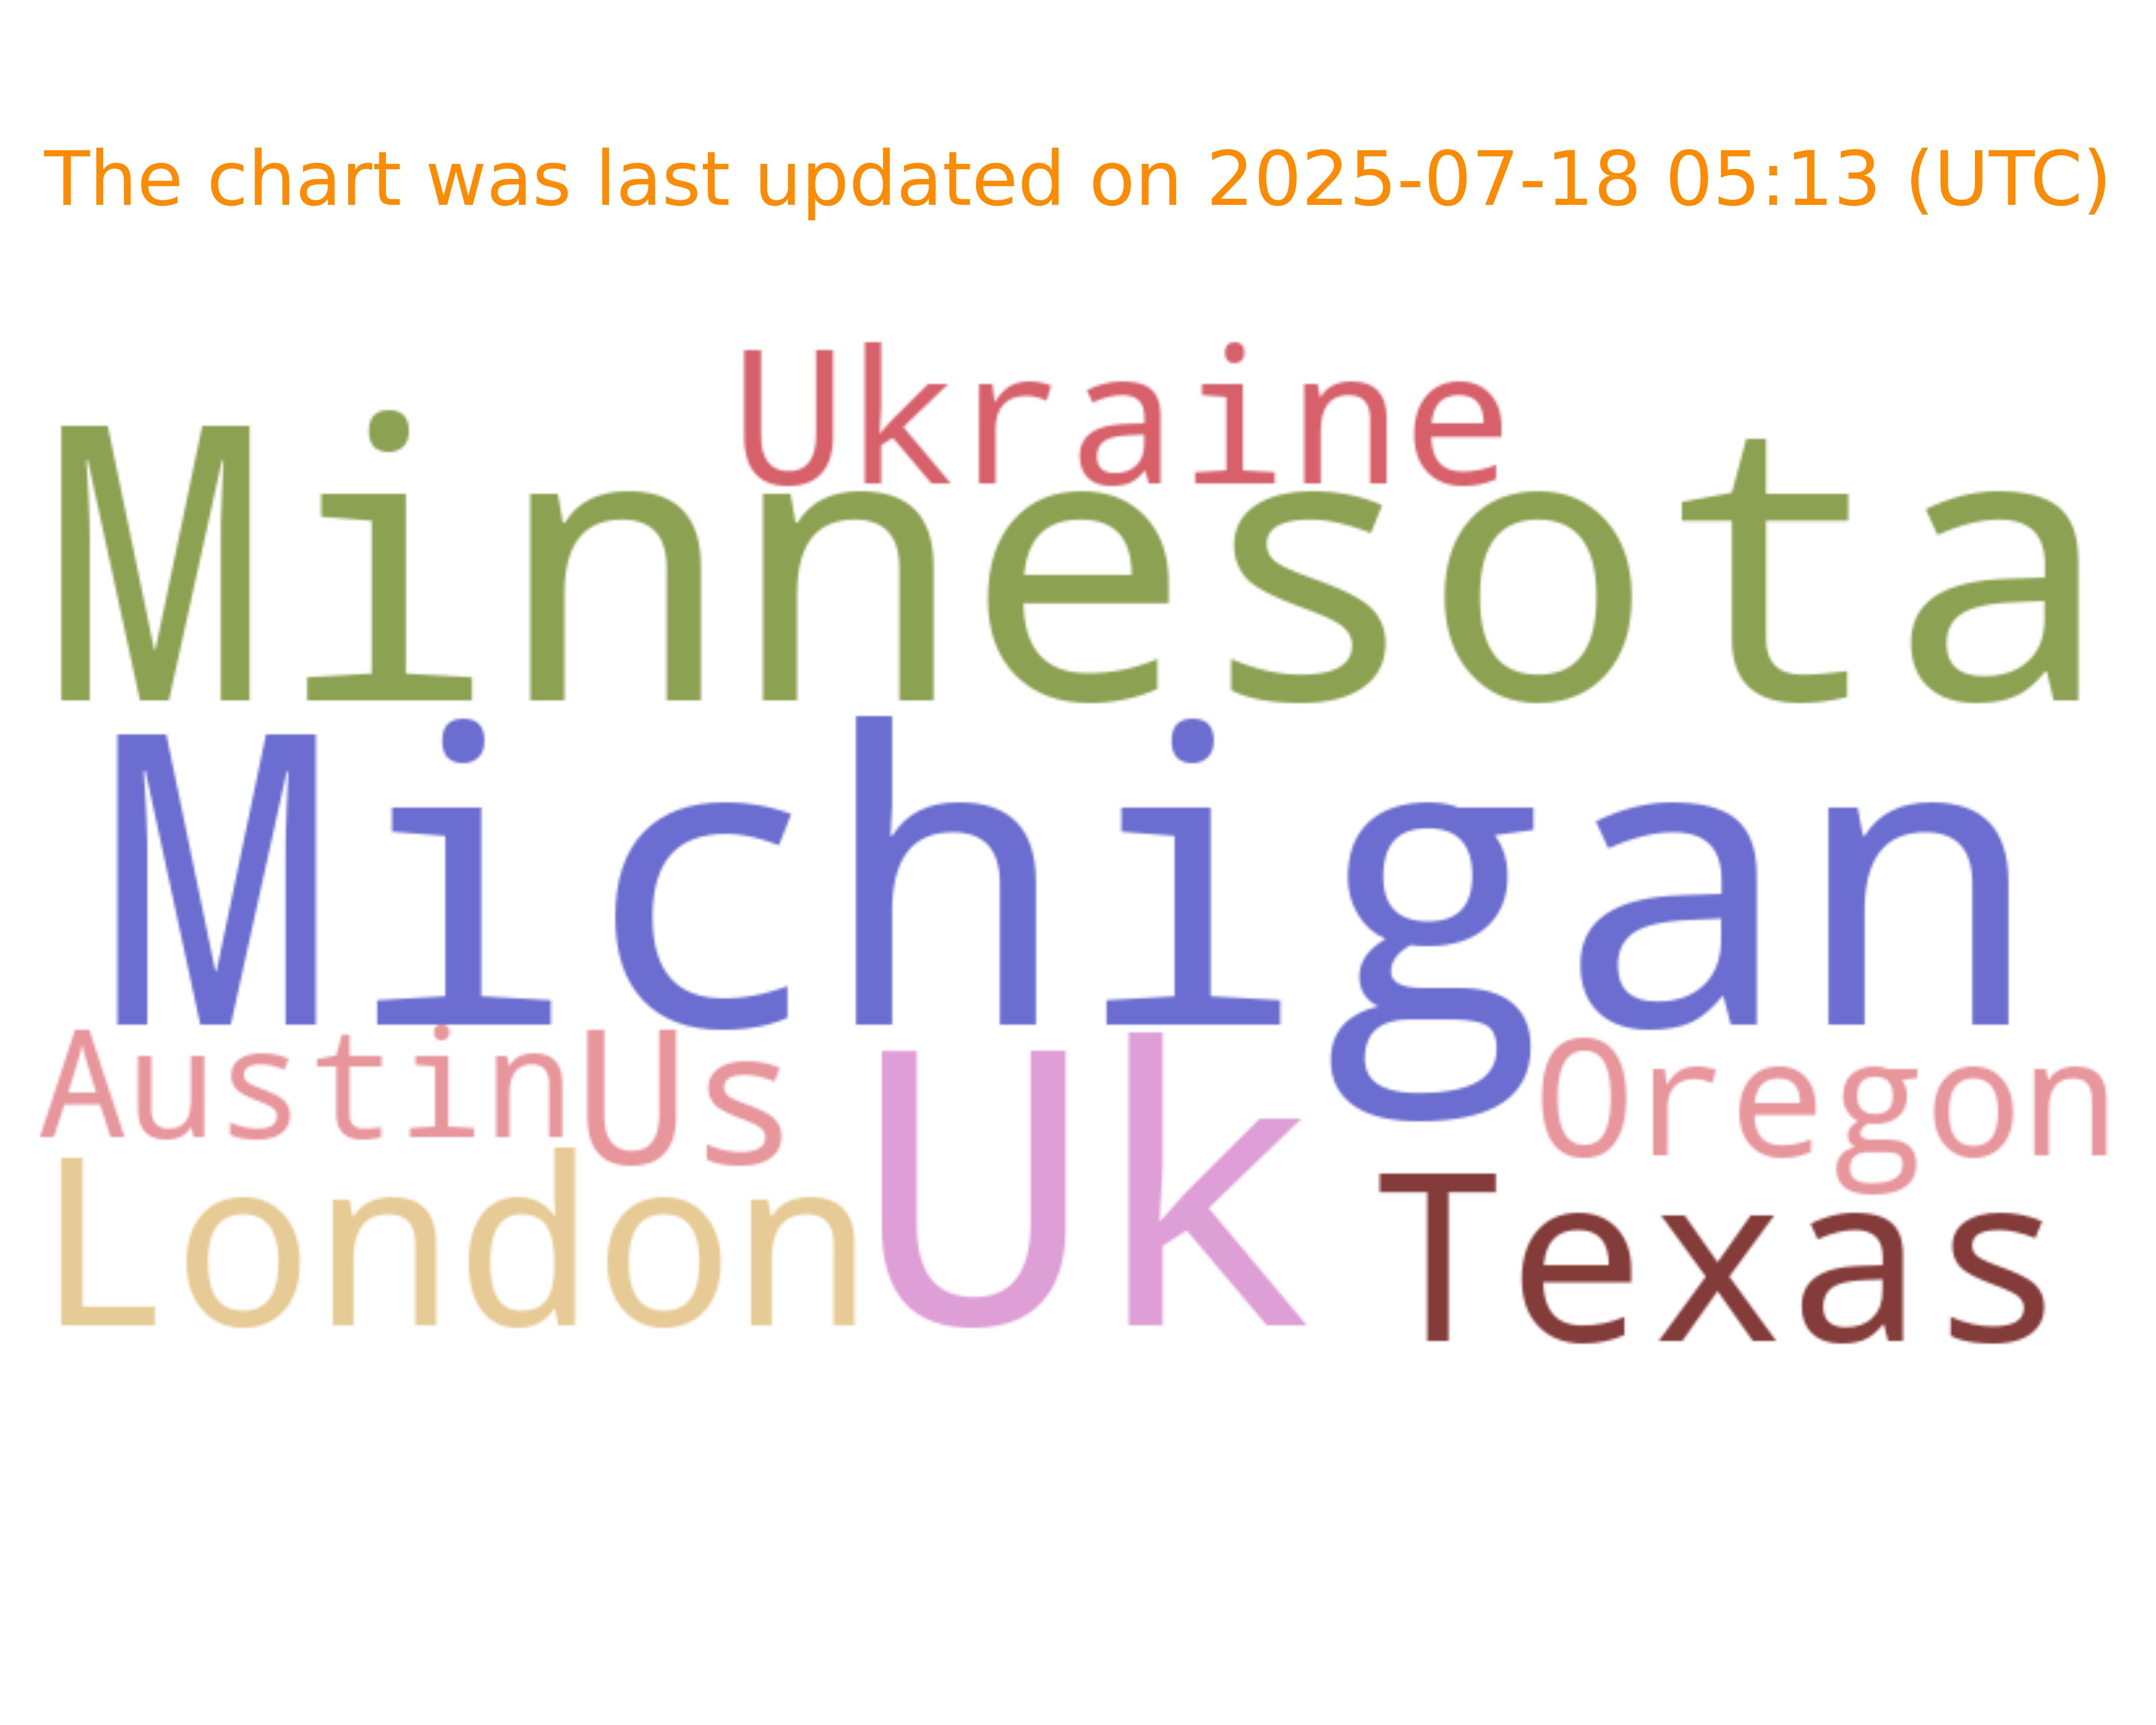 The chart was last updated on 2025-07-18 05:13 (UTC)
Ukraine
Minnesota
Michigan
Austin Us Oregon
London Uk Texas